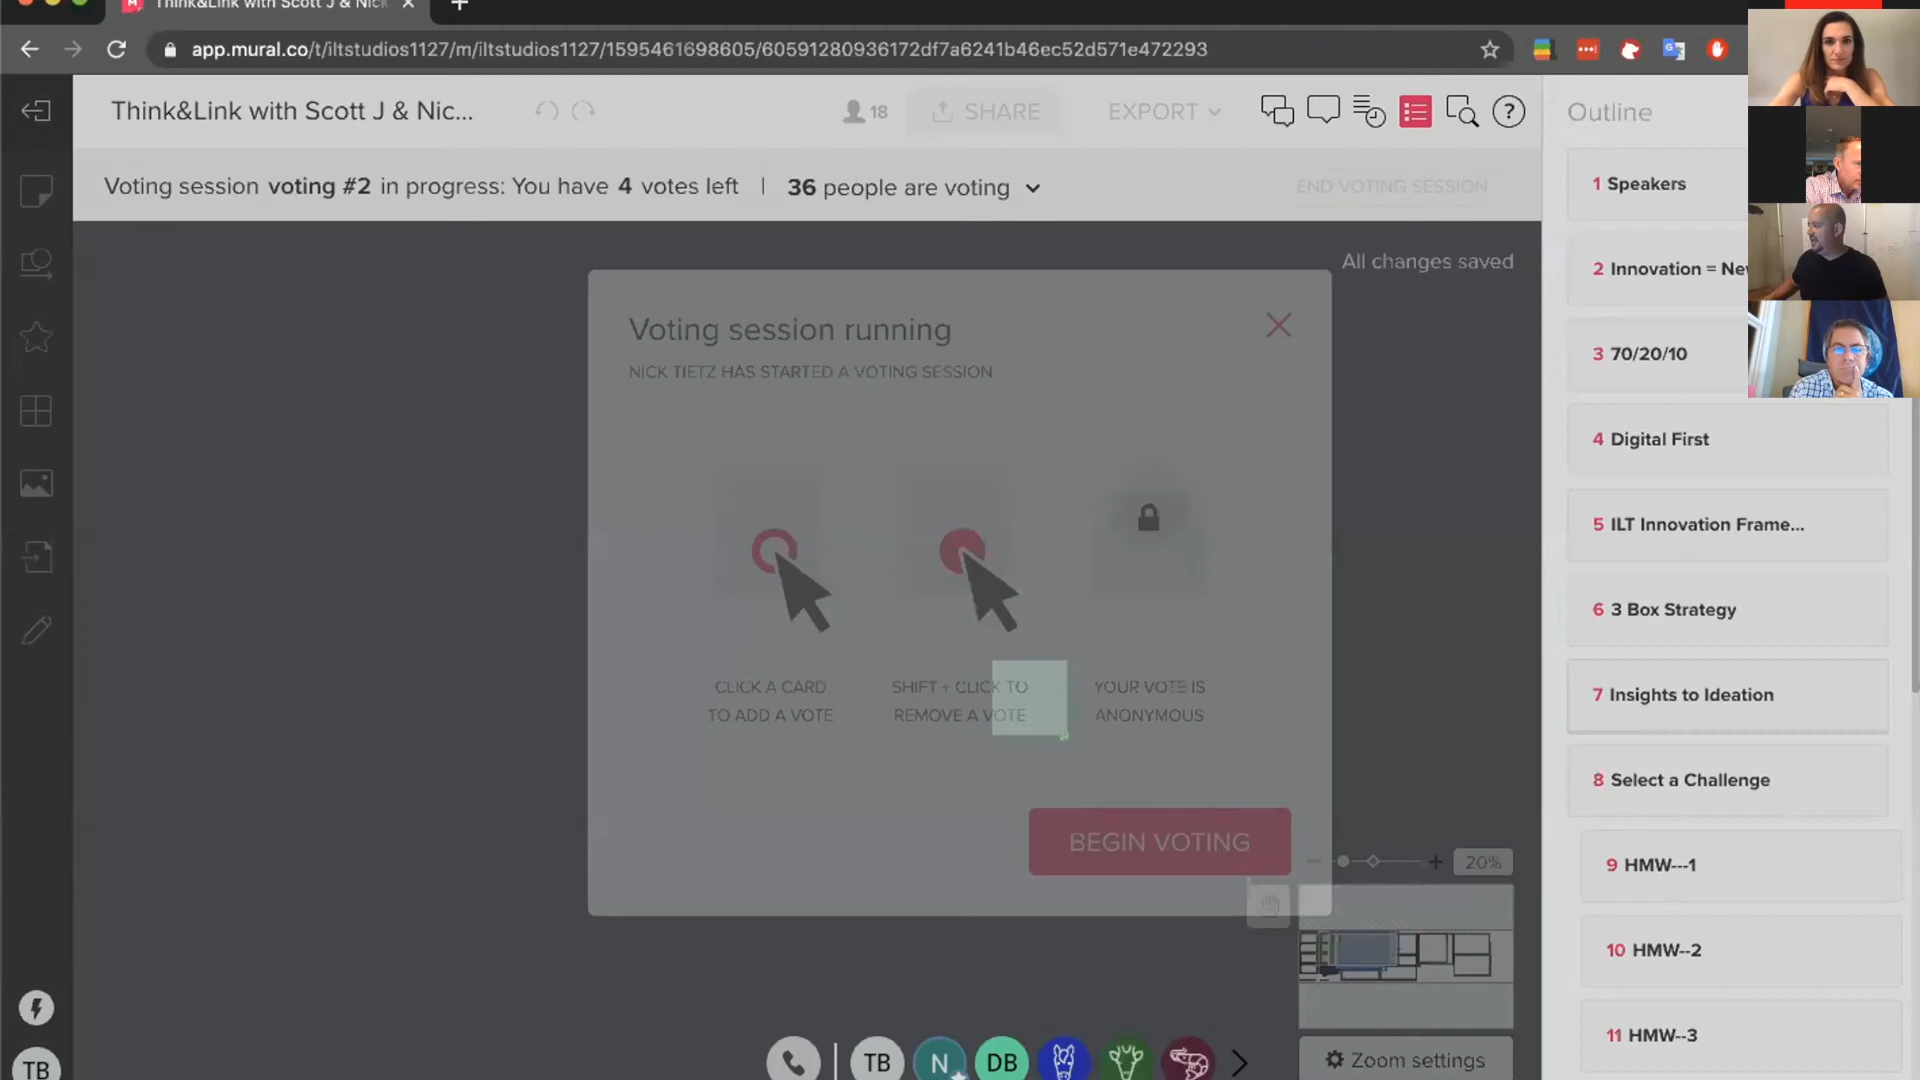 Think&Link with Scott J & Nick
app.mural.co/t/iltstudios1127/m/iltstudios1127/1595461698605/60591280936172df7a6241b46ec52d571e472293
Think&Link with Scott J & Nic...
18
SHARE
EXPORT
?
Voting session voting #2 in progress: You have 4 votes left | 36 people are voting
END VOTING SESSION
All changes saved
Voting session running
NICK TIETZ HAS STARTED A VOTING SESSION
CLICK A CARD
TO ADD A VOTE
SHIFT + CLICK TO
REMOVE A VOTE
YOUR VOTE IS
ANONYMOUS
BEGIN VOTING
20%
Zoom settings
TB
TB
N
DB
Outline
1 Speakers
2 Innovation = Ne
3 70/20/10
4 Digital First
5 ILT Innovation Frame...
6 3 Box Strategy
7 Insights to Ideation
8 Select a Challenge
9 HMW---1
10 HMW--2
11 HMW--3